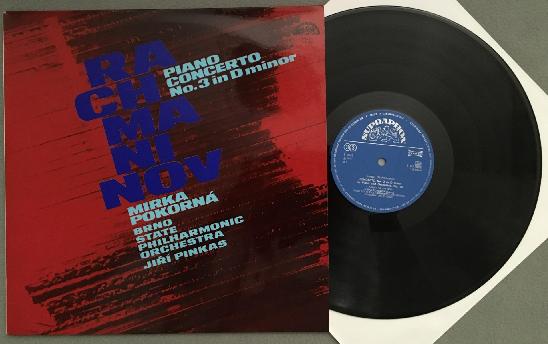 RA
CH
MA
NI
NOV
PIANO
CONCERTO
No. 3 in D minor
MIRKA
POKORNÁ
BRNO
STATE
PHILHARMONIC
ORCHESTRA
JIŘÍ PINKAS
SUPRAPHON
33